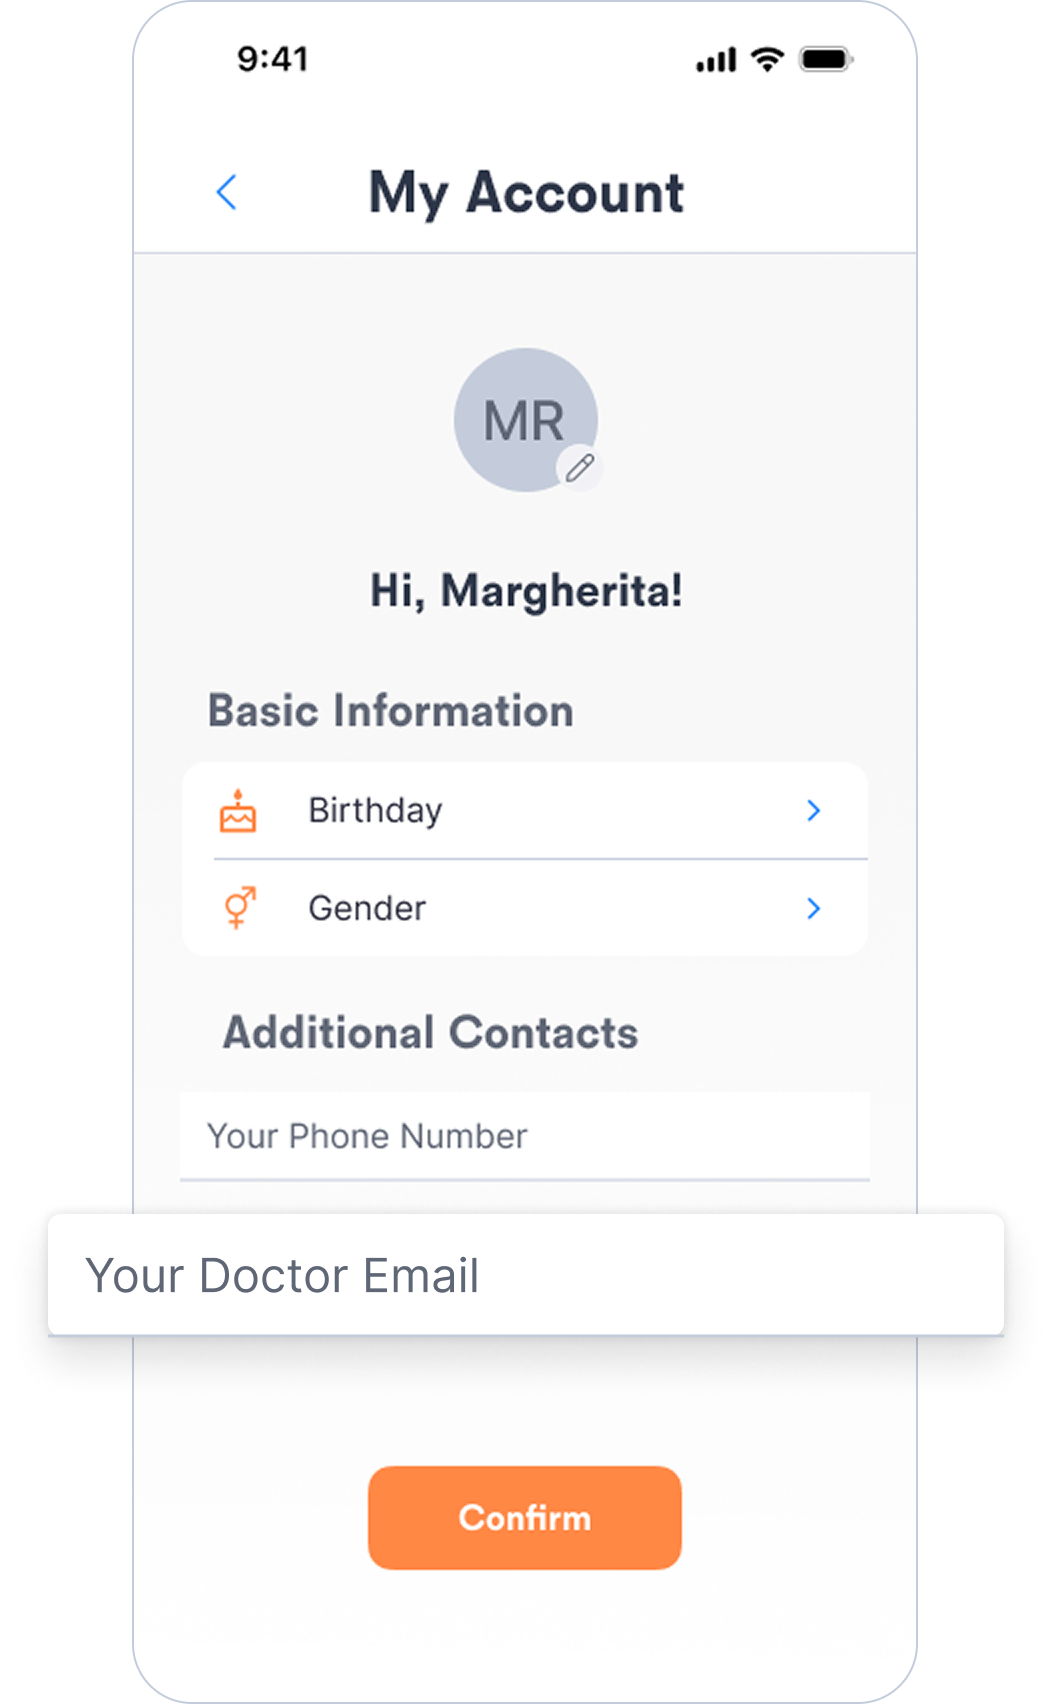 9:41
My Account
MR
Hi, Margherita!
Basic Information
Birthday
Gender
Additional Contacts
Your Phone Number
Your Doctor Email
Confirm